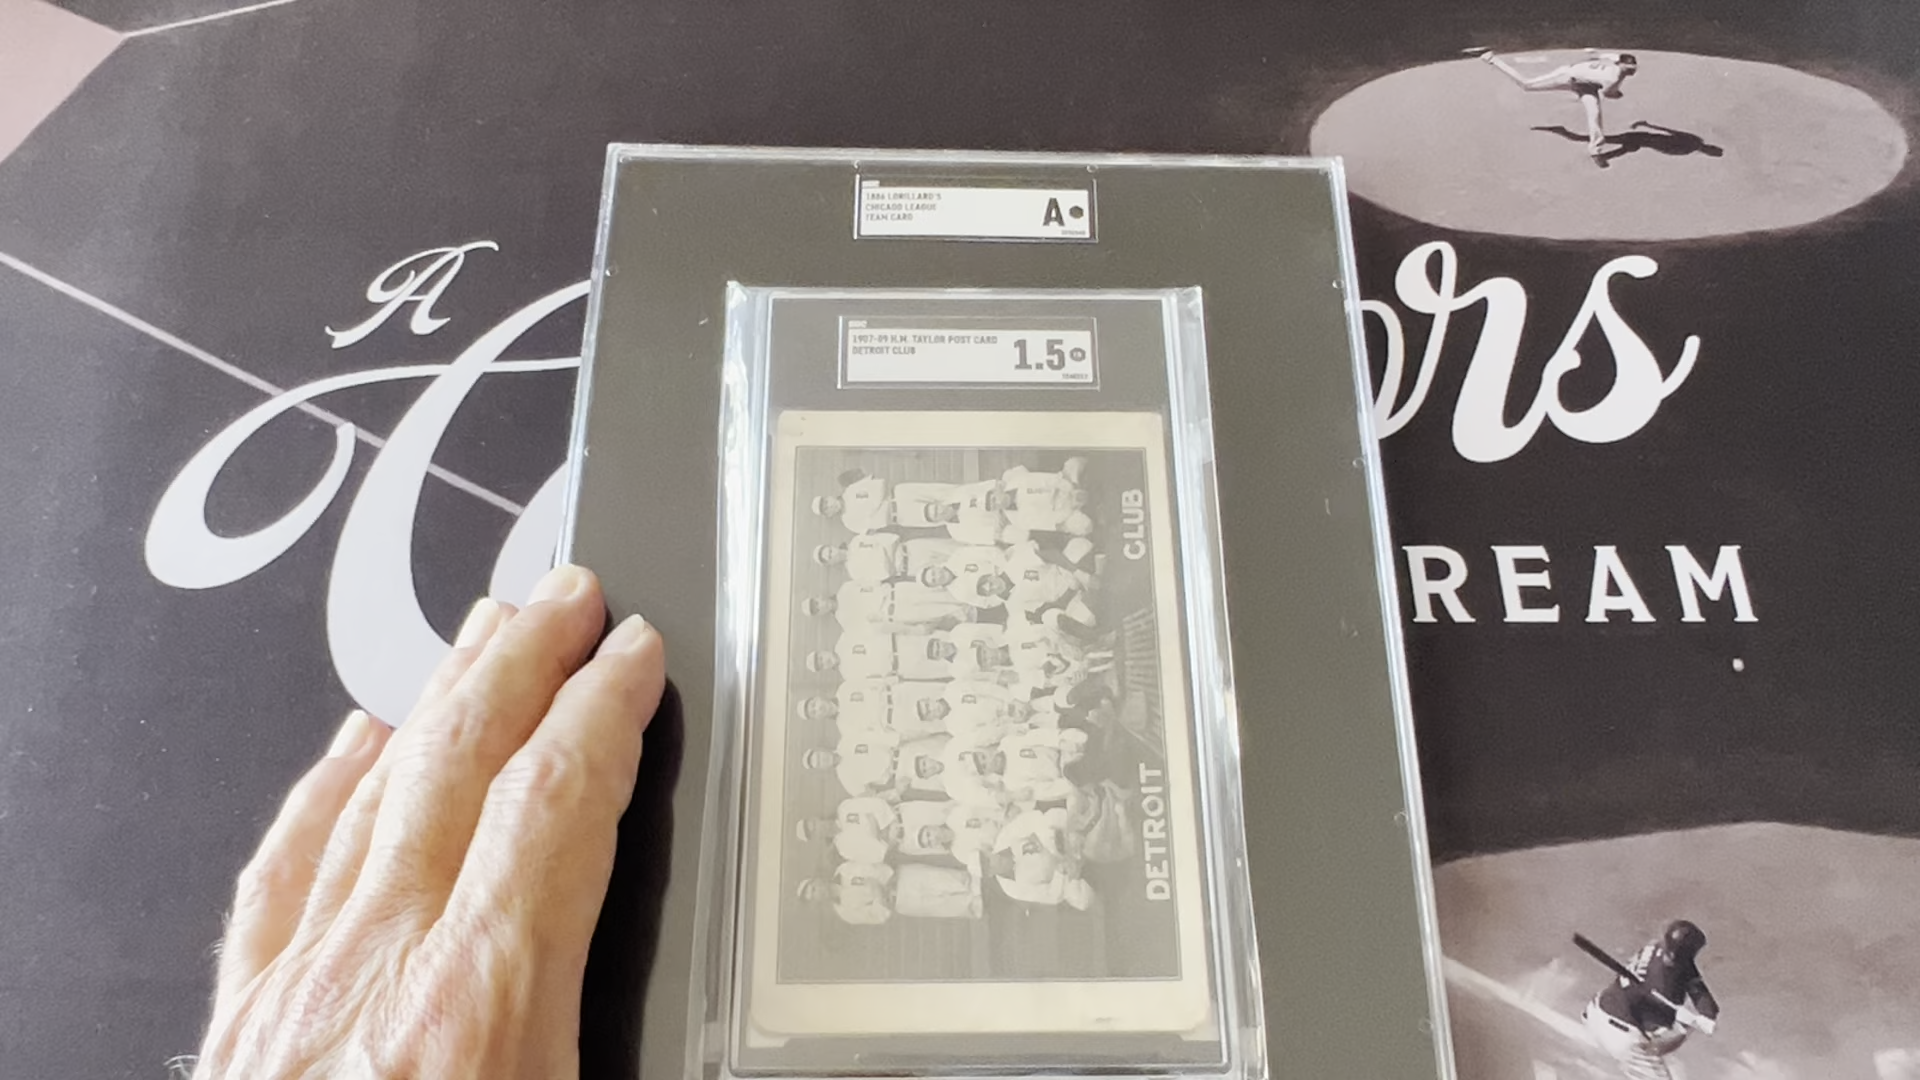 1886 LORILLARD'S
CHICAGO LEAGUE
TEAM CARD
A
SGC
1907-09 H.M. TAYLOR POST CARD
DETROIT CLUB
1.5
DETROIT CLUB
A C
ors
REAM